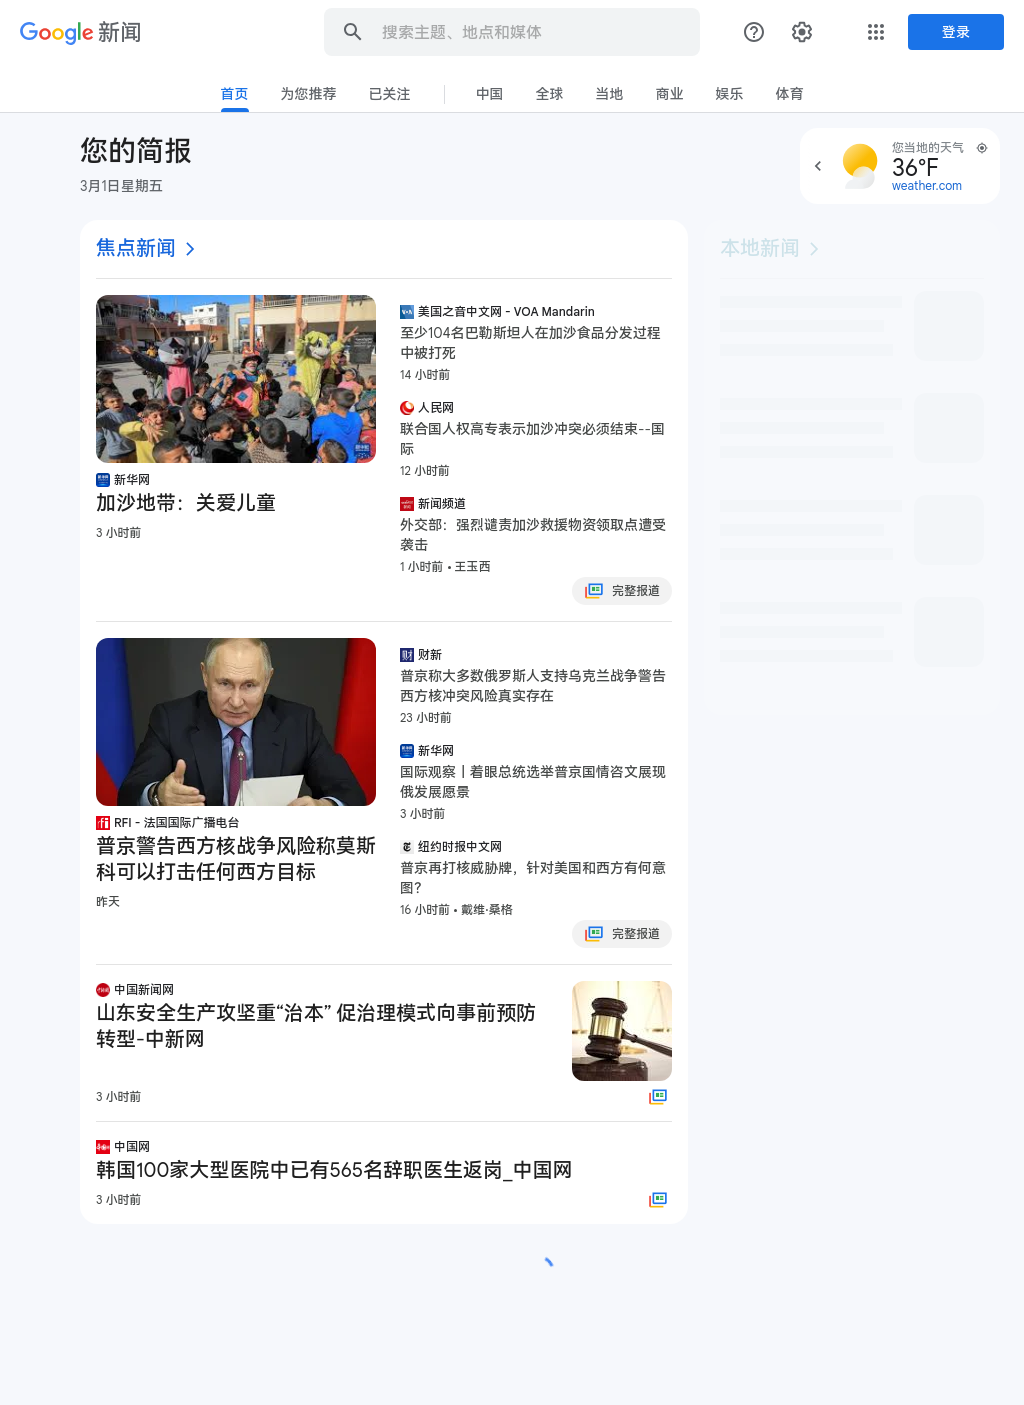 Google 新闻
搜索主题、地点和媒体
登录
首页
为您推荐
已关注
中国
全球
当地
商业
娱乐
体育
您的简报
3月1日星期五
您当地的天气
36°F
weather.com
焦点新闻
本地新闻
新华网
加沙地带：关爱儿童
3 小时前
美国之音中文网 - VOA Mandarin
至少104名巴勒斯坦人在加沙食品分发过程
中被打死
14 小时前
人民网
联合国人权高专表示加沙冲突必须结束--国
际
12 小时前
新闻频道
外交部：强烈谴责加沙救援物资领取点遭受
袭击
1 小时前 • 王玉西
完整报道
RFI - 法国国际广播电台
普京警告西方核战争风险称莫斯
科可以打击任何西方目标
昨天
财新
普京称大多数俄罗斯人支持乌克兰战争警告
西方核冲突风险真实存在
23 小时前
新华网
国际观察丨着眼总统选举普京国情咨文展现
俄发展愿景
3 小时前
纽约时报中文网
普京再打核威胁牌，针对美国和西方有何意
图？
16 小时前 • 戴维·桑格
完整报道
中国新闻网
山东安全生产攻坚重“治本” 促治理模式向事前预防
转型-中新网
3 小时前
中国网
韩国100家大型医院中已有565名辞职医生返岗_中国网
3 小时前